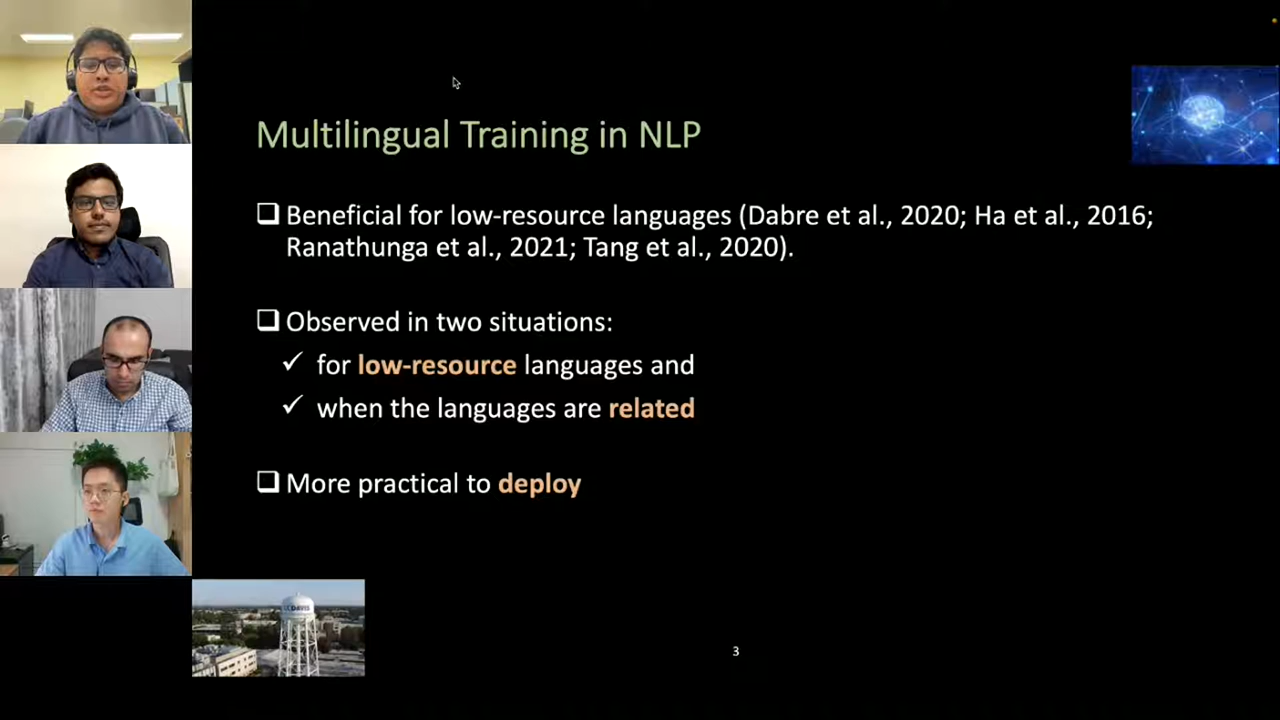 Multilingual Training in NLP
❑ Beneficial for low-resource languages (Dabre et al., 2020; Ha et al., 2016;
Ranathunga et al., 2021; Tang et al., 2020).
❑ Observed in two situations:
✓ for low-resource languages and
✓ when the languages are related
❑ More practical to deploy
DAVIS
3